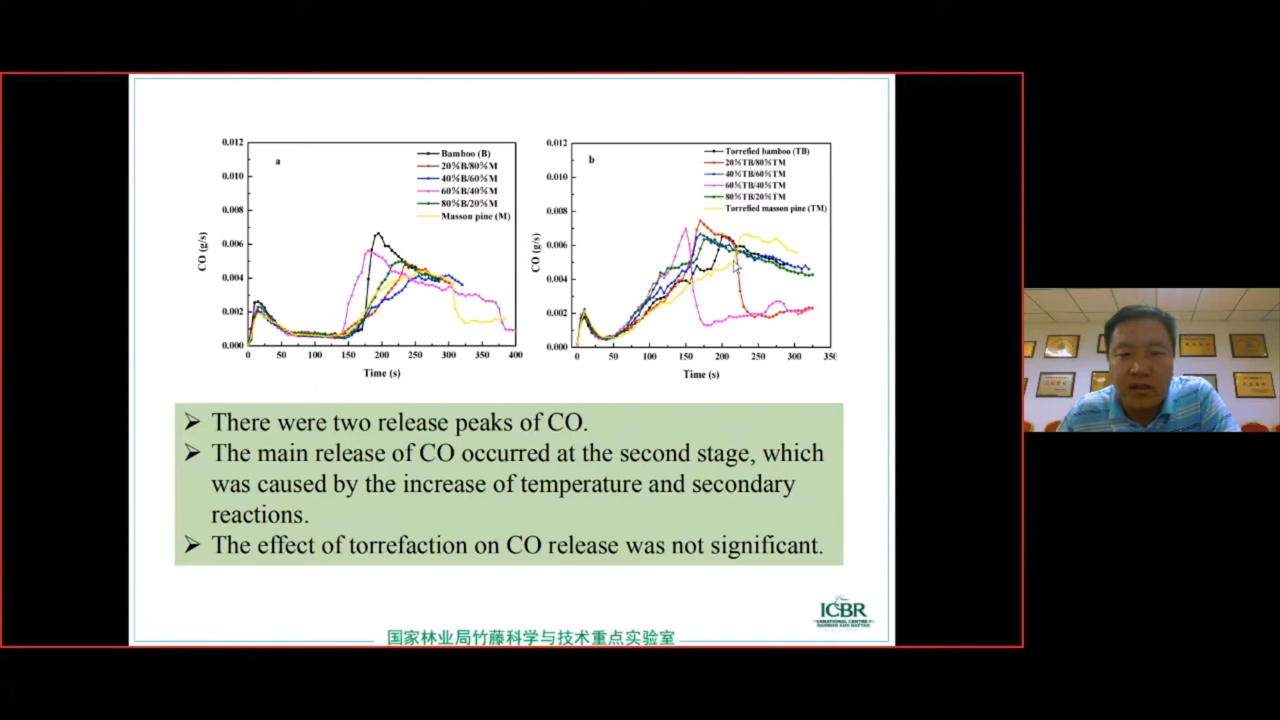 0.012
0.010
0.008
0.006
0.004
0.002
0.000
CO (g/s)
a
Bamboo (B)
20%B/80%M
40%B/60%M
60%B/40%M
80%B/20%M
Masson pine (M)
0 50 100 150 200 250 300 350 400
Time (s)
0.012
0.010
0.008
0.006
0.004
0.002
0.000
CO (g/s)
b
Torrefied bamboo (TB)
20%TB/80%TM
40%TB/60%TM
60%TB/40%TM
80%TB/20%TM
Torrefied masson pine (TM)
0 50 100 150 200 250 300 35
Time (s)
There were two release peaks of CO.
The main release of CO occurred at the second stage, which
was caused by the increase of temperature and secondary
reactions.
The effect of torrefaction on CO release was not significant.
ICBR
国家林业局竹藤科学与技术重点实验室